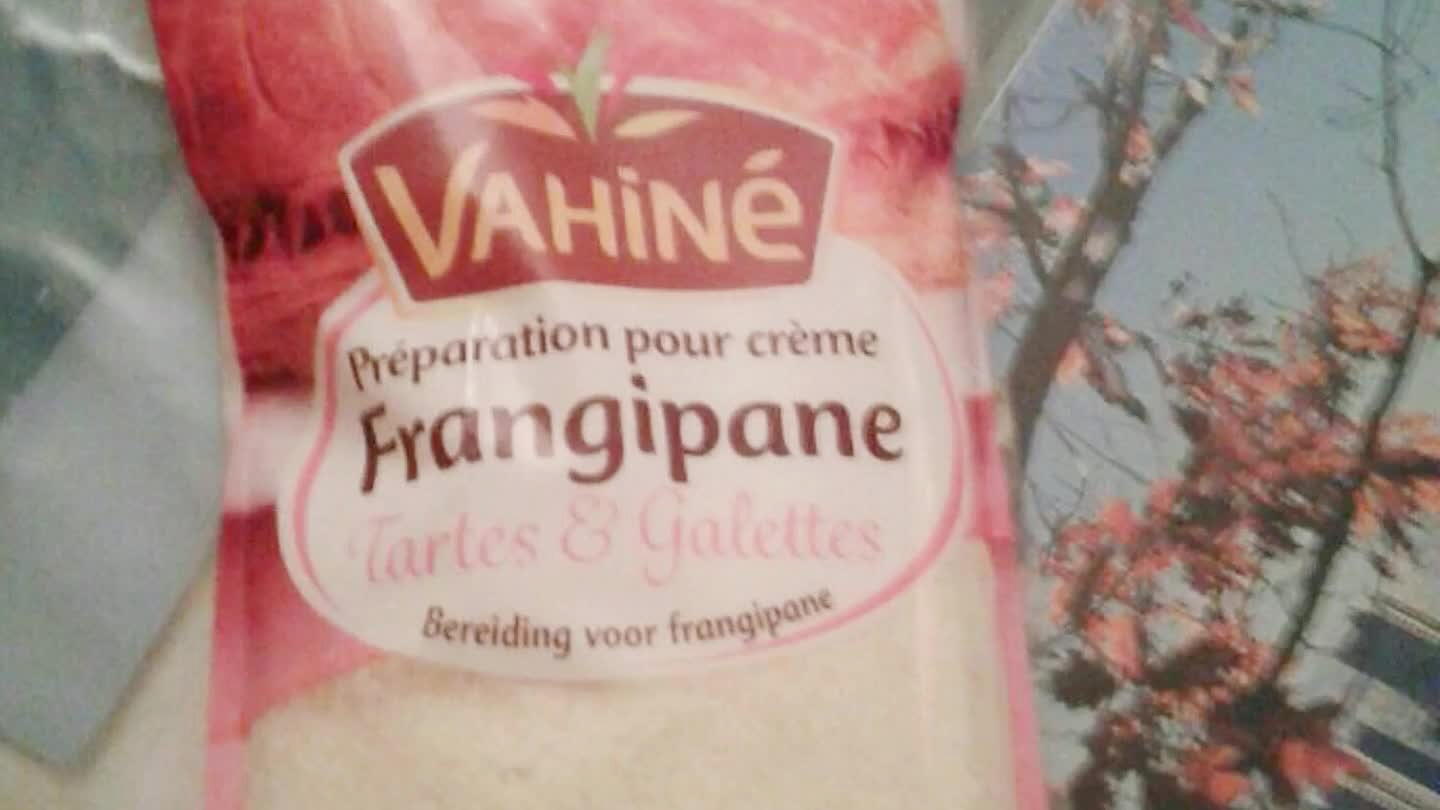 VAHiNé
Préparation pour crème
Frangipane
Tartes & Galettes
Bereiding voor frangipane